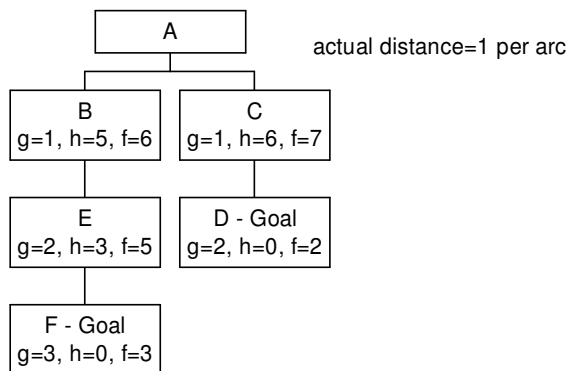 A
actual distance=1 per arc
B
g=1, h=5, f=6
C
g=1, h=6, f=7
E
g=2, h=3, f=5
D - Goal
g=2, h=0, f=2
F - Goal
g=3, h=0, f=3